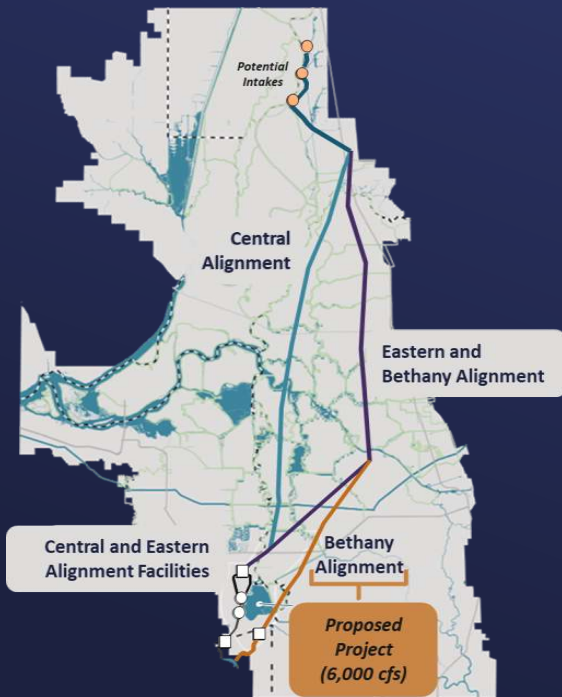 Potential
Intakes
Central
Alignment
Eastern and
Bethany Alignment
Central and Eastern
Alignment Facilities
Bethany
Alignment
Proposed
Project
(6,000 cfs)